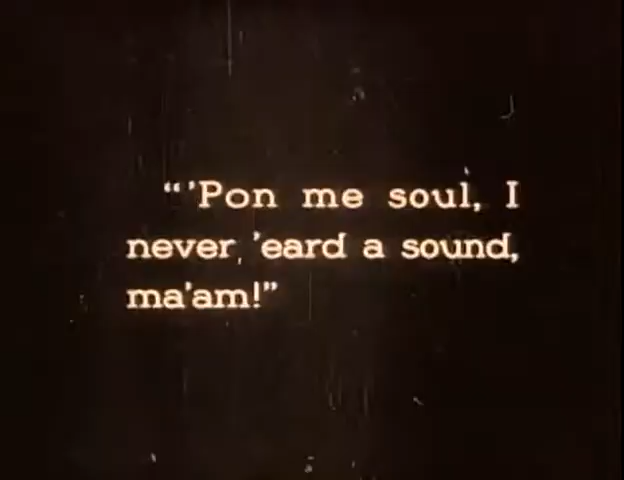 “’Pon me soul, I
never ’eard a sound,
ma’am!”